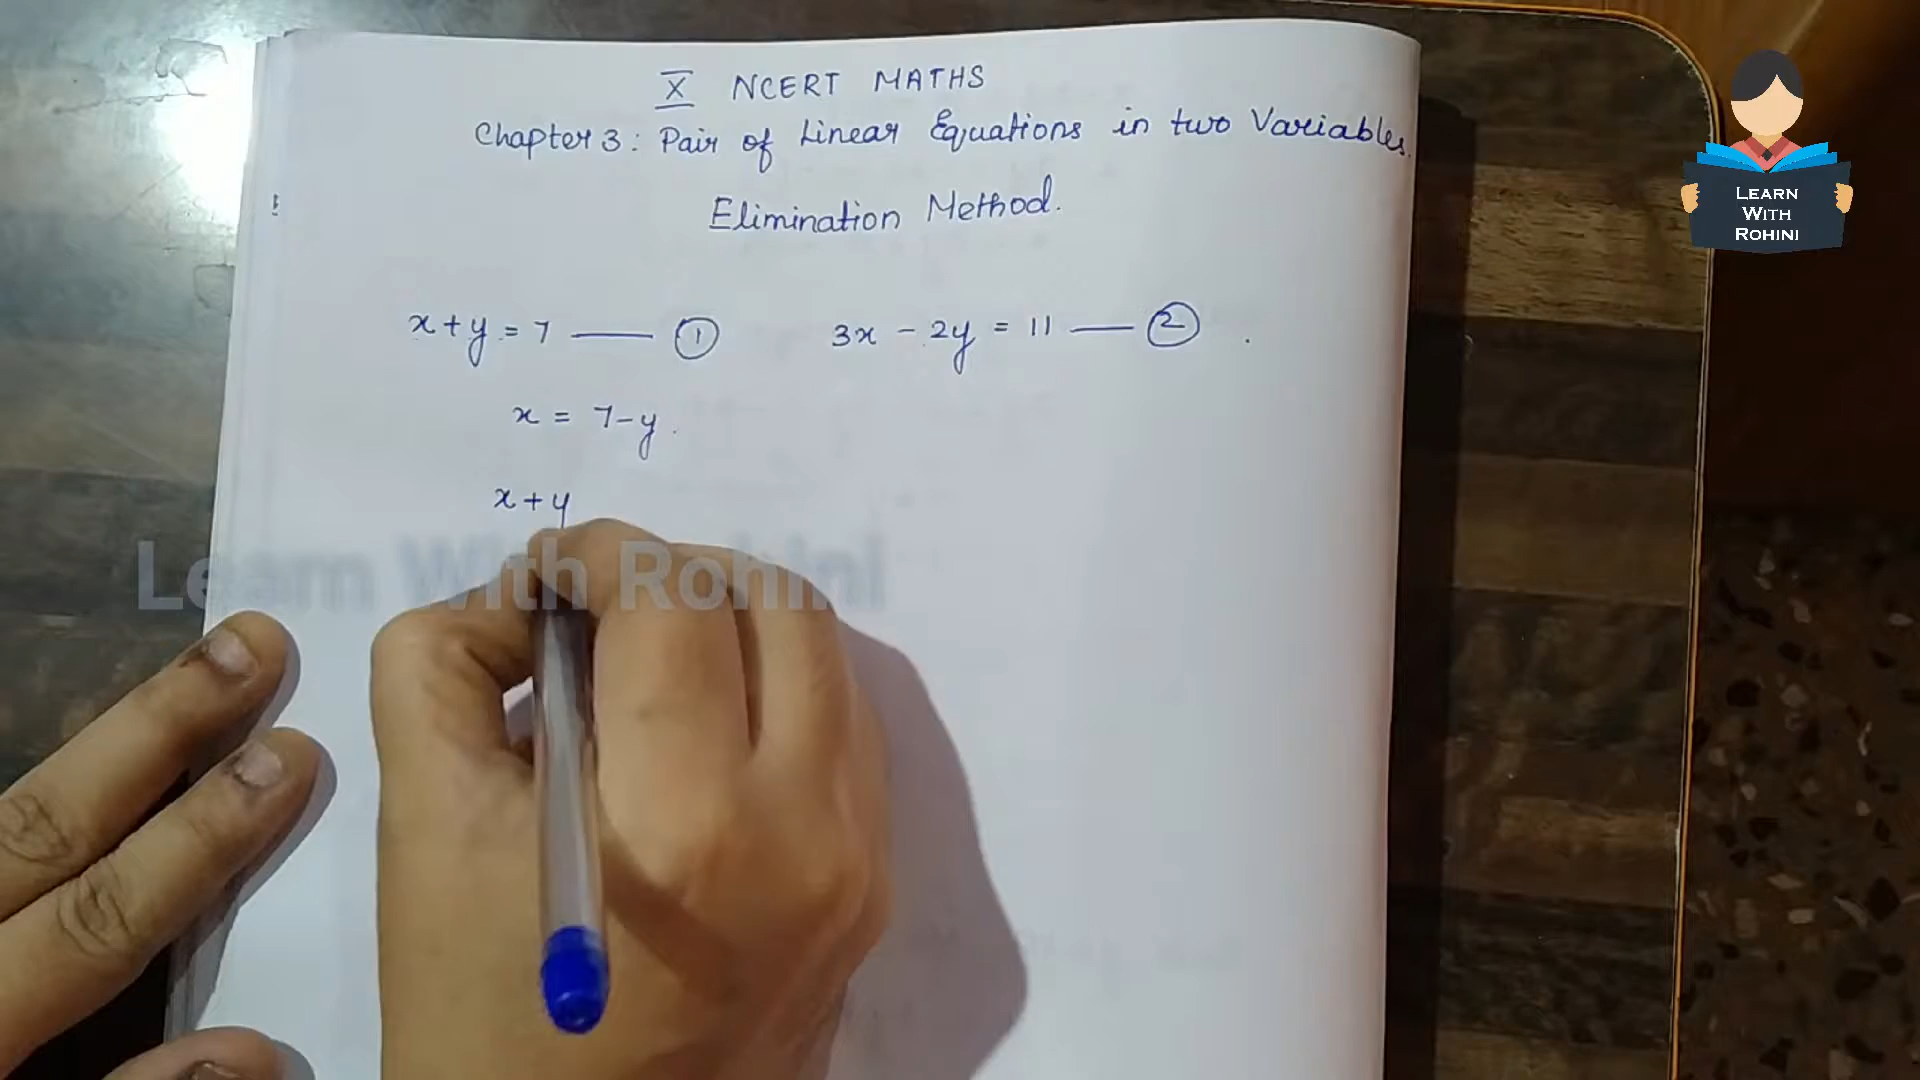 X NCERT MATHS
Chapter 3: Pair of Linear Equations in two Variables.
Elimination Method.
x + y = 7 —— ①
3x - 2y = 11 —— ②
x = 7 - y.
x + y
Learn With Rohini
LEARN
WITH
ROHINI